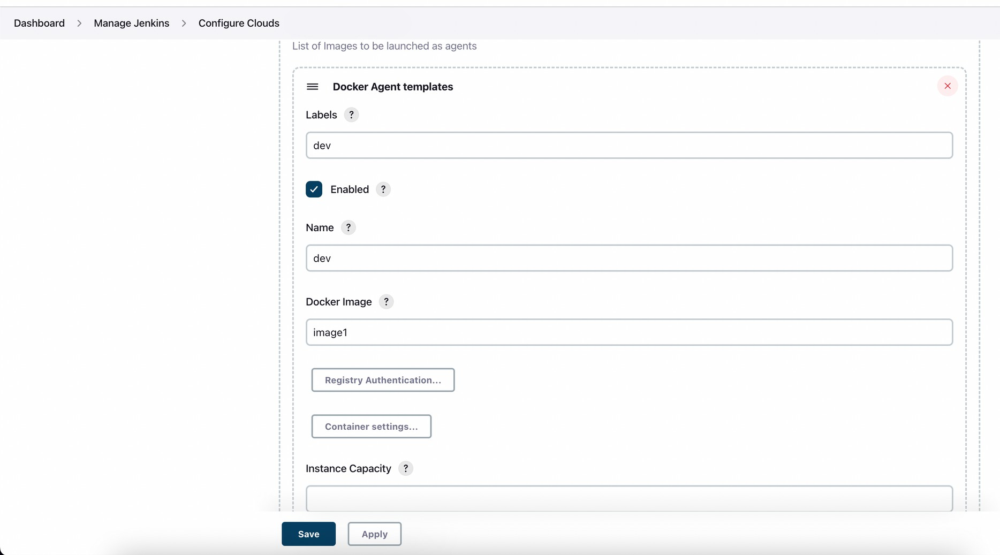 Dashboard > Manage Jenkins > Configure Clouds
List of Images to be launched as agents
Docker Agent templates
Labels ?
dev
Enabled ?
Name ?
dev
Docker Image ?
image1
Registry Authentication...
Container settings...
Instance Capacity ?
Save Apply